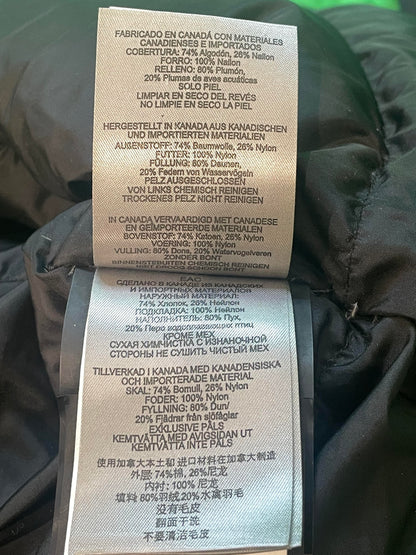 FABRICADO EN CANADÁ CON MATERIALES
CANADIENSES E IMPORTADOS
COBERTURA: 74% Algodón, 26% Nailon
FORRO: 100% Nailon
RELLENO: 80% Plumón,
20% Plumas de aves acuáticas
SOLO PIEL
LIMPIAR EN SECO DEL REVÉS
NO LIMPIE EN SECO LA PIEL
HERGESTELLT IN KANADA AUS KANADISCHEN
UND IMPORTIERTEN MATERIALIEN
AUßENSTOFF: 74% Baumwolle, 26% Nylon
FUTTER: 100% Nylon
FÜLLUNG: 80% Daunen,
20% Federn von Wasservögeln
PELZ AUSGESCHLOSSEN
VON LINKS CHEMISCH REINIGEN
TROCKENES PELZ NICHT REINIGEN
IN CANADA VERVAARDIGD MET CANADESE
EN GEÏMPORTEERDE MATERIALEN
BOVENSTOF: 74% Katoen, 26% Nylon
VOERING: 100% Nylon
VULLING: 80% Dons, 20% Watervogelveren
ZONDER BONT
BINNENSTEBUITEN CHEMISCH REINIGEN
NIET DROOG SCHOON BONT
EAC
СДЕЛАНО В КАНАДЕ ИЗ КАНАДСКИХ
И ИМПОРТНЫХ МАТЕРИАЛОВ
НАРУЖНЫЙ МАТЕРИАЛ:
74% Хлопок, 26% Нейлон
ПОДКЛАДКА: 100% Нейлон
НАПОЛНИТЕЛЬ: 80% Пух,
20% Перо водоплавающих птиц
КРОМЕ МЕХ
СУХАЯ ХИМЧИСТКА С ИЗНАНОЧНОЙ
СТОРОНЫ НЕ СУШИТЬ ЧИСТЫЙ МЕХ
TILLVERKAD I KANADA MED KANADENSISKA
OCH IMPORTERADE MATERIAL
SKAL: 74% Bomull, 26% Nylon
FODER: 100% Nylon
FYLLNING: 80% Dun/
20% Fjädrar från sjöfåglar
EXKLUSIVE PÄLS
KEMTVÄTTA MED AVIGSIDAN UT
KEMTVÄTTA INTE PÄLS
使用加拿大本土和 进口材料在加拿大制造
外层: 74%棉, 26%尼龙
内衬: 100% 尼龙
填料: 80%羽绒, 20%水禽羽毛
没有毛皮
翻面干洗
不要清洁毛皮